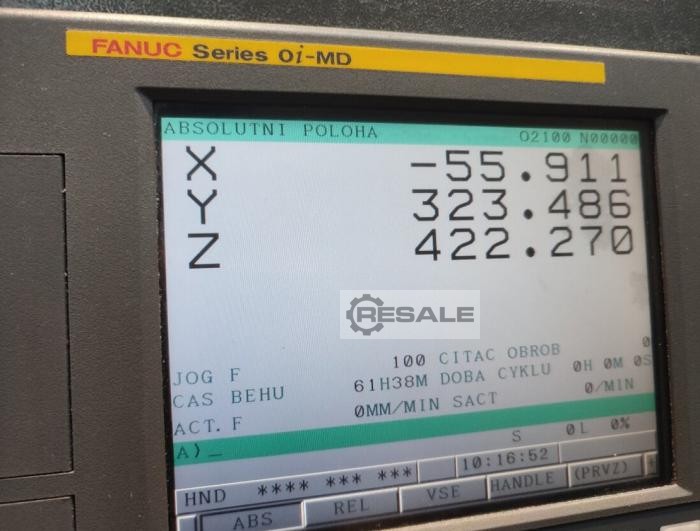 FANUC Series 0i-MD
ABSOLUTNI POLOHA O2100 N00000
X -55.911
Y 323.486
Z 422.270
RESALE
JOG F 100 CITAC OBROB 0
CAS BEHU 61H38M DOBA CYKLU 0H 0M 0S
ACT. F 0MM/MIN SACT 0/MIN
A)_
S 0 L 0%
HND **** *** *** 10:16:52
ABS REL VSE HANDLE (PRVZ) +